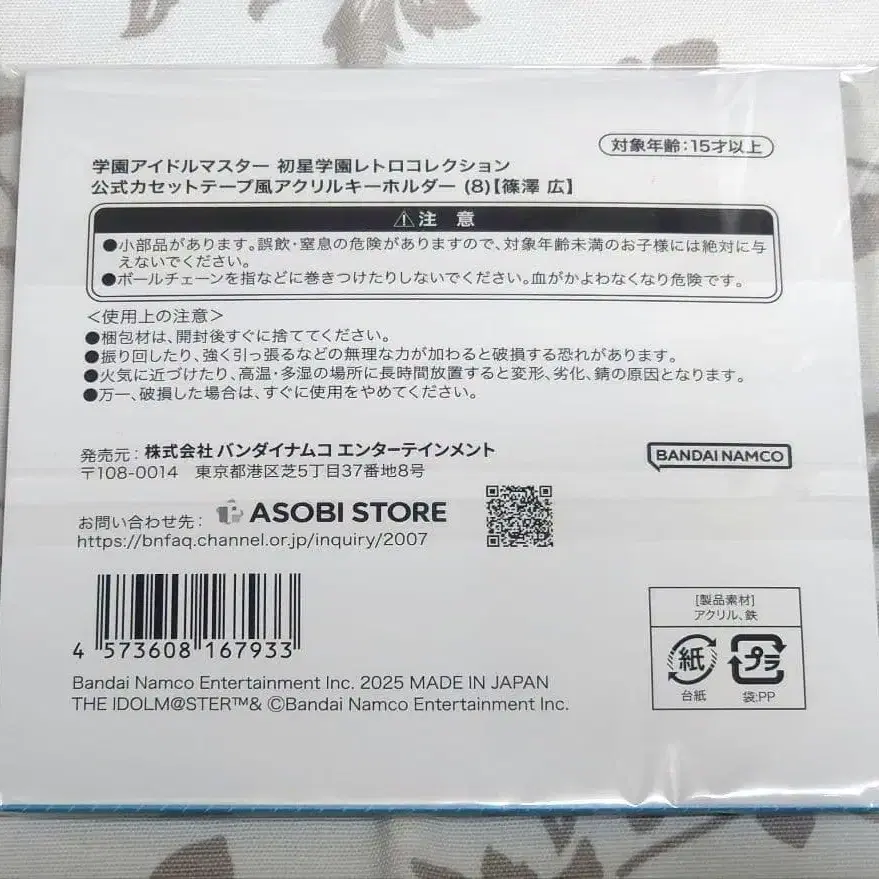 対象年齢:15才以上
学園アイドルマスター 初星学園レトロコレクション
公式カセットテープ風アクリルキーホルダー (8)【篠澤 広】
⚠注 意
●小部品があります。誤飲・窒息の危険がありますので、対象年齢未満のお子様には絶対に与
えないでください。
●ボールチェーンを指などに巻きつけたりしないでください。血がかよわなくなり危険です。
＜使用上の注意＞
●梱包材は、開封後すぐに捨ててください。
●振り回したり、強く引っ張るなどの無理な力が加わると破損する恐れがあります。
●火気に近づけたり、高温・多湿の場所に長時間放置すると変形、劣化、錆の原因となります。
●万一、破損した場合は、すぐに使用をやめてください。
発売元：株式会社 バンダイナムコ エンターテインメント
〒108-0014 東京都港区芝5丁目37番地8号
BANDAI NAMCO
お問い合わせ先： ASOBI STORE
https://bnfaq.channel.or.jp/inquiry/2007
4 573608 167933
[製品素材]
アクリル、鉄
紙 プラ
台紙 袋:PP
Bandai Namco Entertainment Inc. 2025 MADE IN JAPAN
THE IDOLM@STER™& ©Bandai Namco Entertainment Inc.